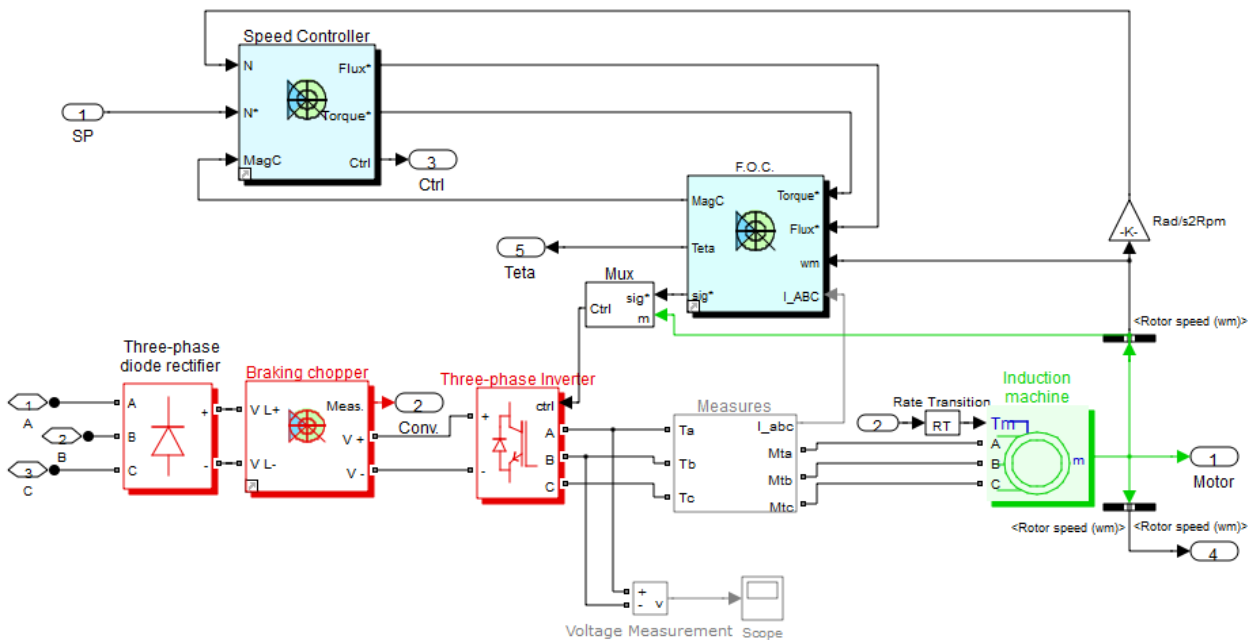 Speed Controller
N
Flux*
1
N*
Torque*
SP
MagC
Ctrl
3
Ctrl
F.O.C.
MagC
Torque*
Flux*
Teta
wm
sig*
I_ABC
5
Teta
-K-
Rad/s2Rpm
Mux
Ctrl
sig*
m
<Rotor speed (wm)>
Three-phase
diode rectifier
A
B
C
+
-
1
A
2
B
3
C
Braking chopper
V L+
V L-
Meas.
V +
V -
2
Conv.
Three-phase Inverter
ctrl
+
-
A
B
C
Measures
Ta
Tb
Tc
I_abc
Mta
Mtb
Mtc
2
Rate Transition
RT
Induction
machine
Tm
A
B
C
m
1
Motor
<Rotor speed (wm)>
<Rotor speed (wm)>
4
+
-
v
Voltage Measurement
Scope